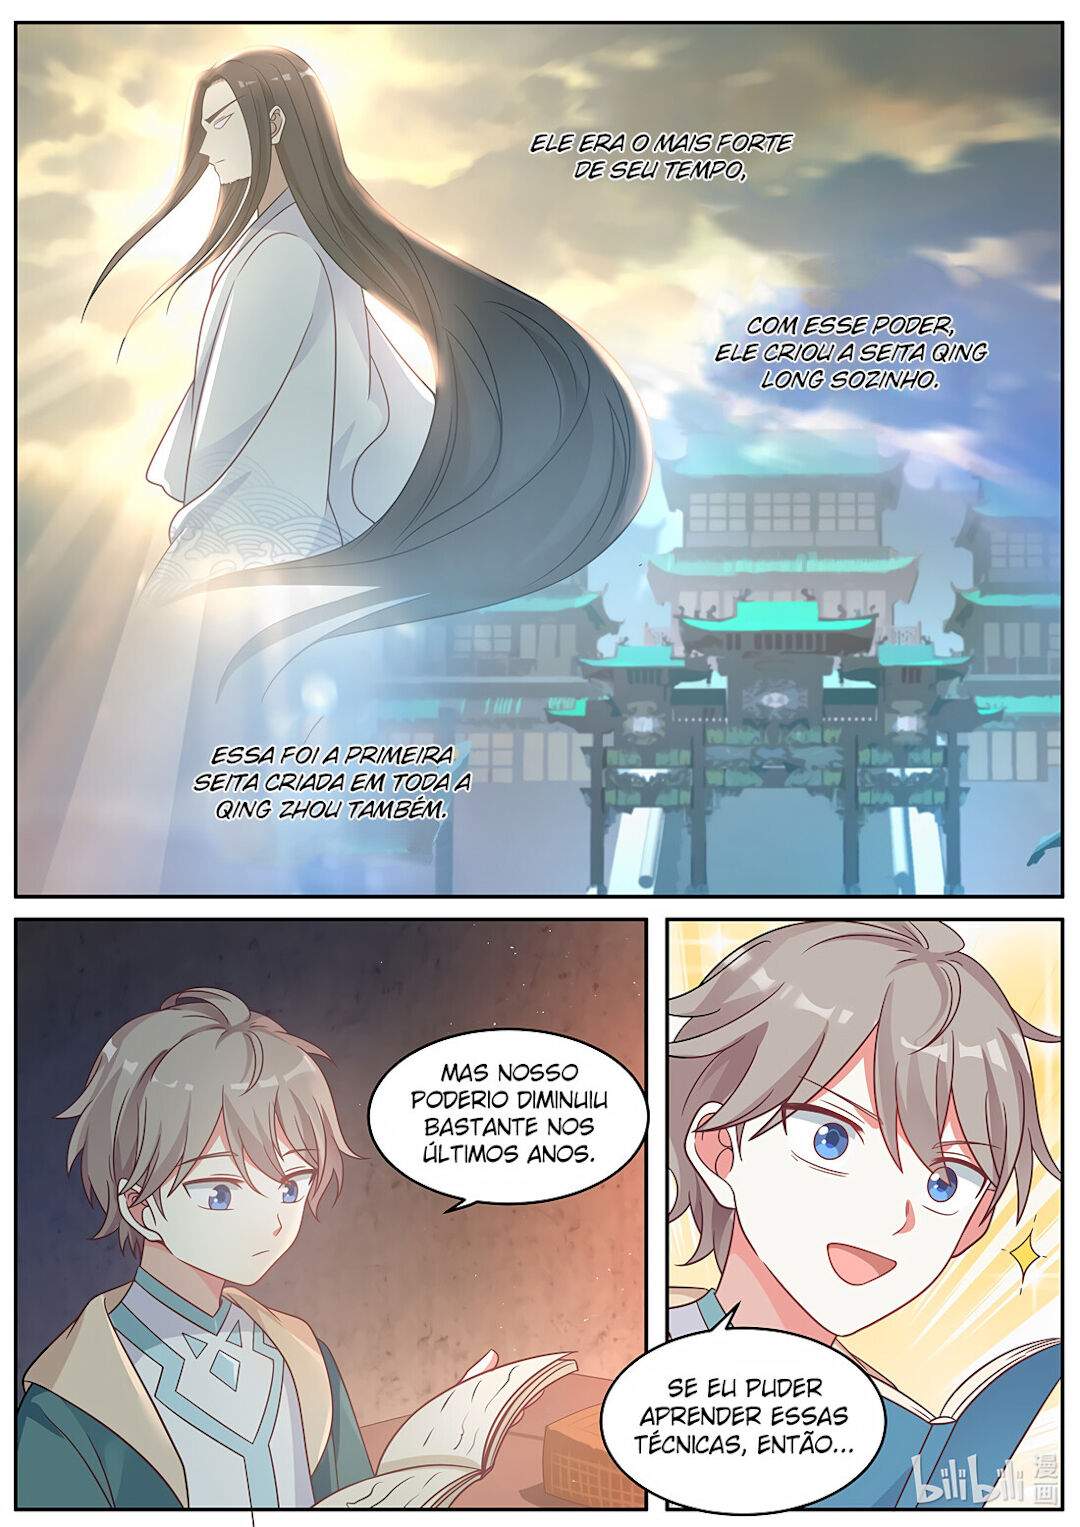 ELE ERA O MAIS FORTE
DE SEU TEMPO,
COM ESSE PODER,
ELE CRIOU A SEITA QING
LONG SOZINHO.
ESSA FOI A PRIMEIRA
SEITA CRIADA EM TODA A
QING ZHOU TAMBÉM.
MAS NOSSO
PODERIO DIMINUIU
BASTANTE NOS
ÚLTIMOS ANOS.
SE EU PUDER
APRENDER ESSAS
TÉCNICAS, ENTÃO...
bilibili 漫画